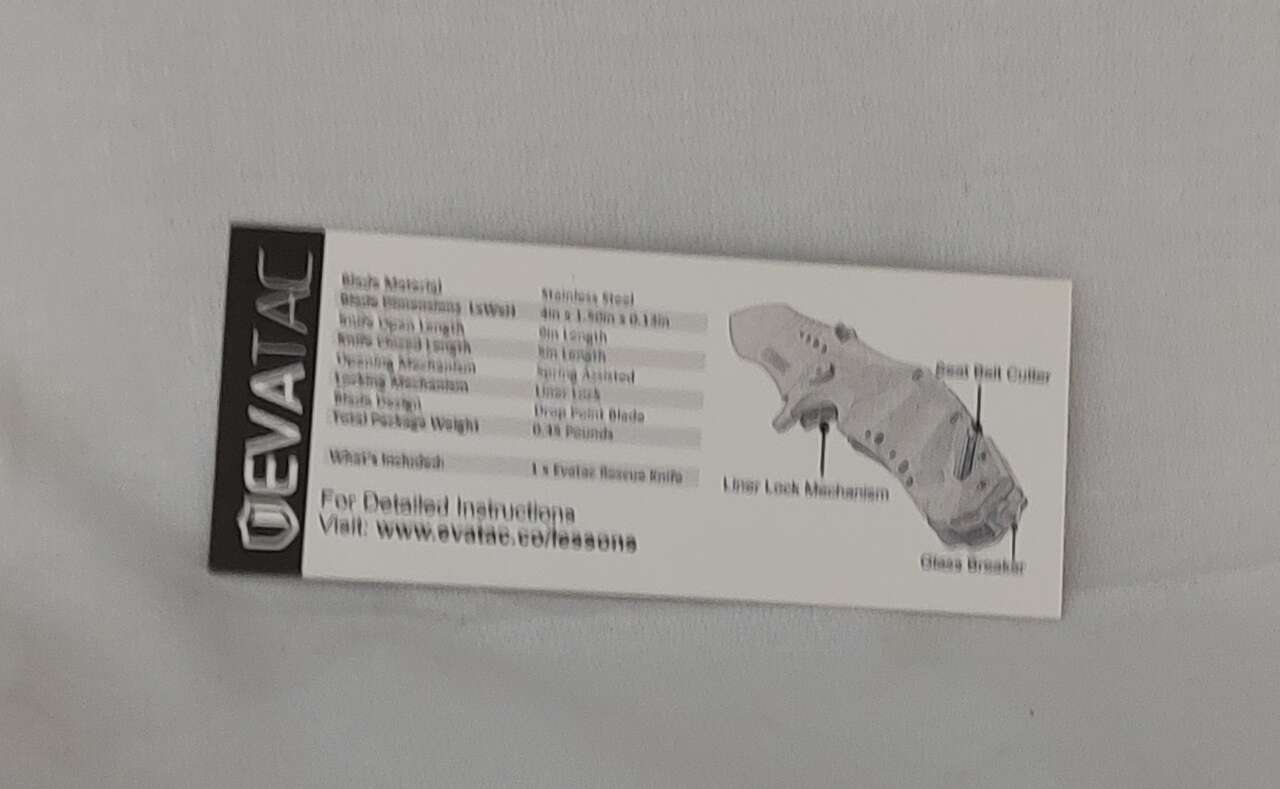 EVATAC
Blade Material Stainless Steel
Blade Dimensions LxWxH 4in x 1.50in x 0.13in
Knife Open Length 9in Length
Knife Closed Length 5in Length
Opening Mechanism Spring Assisted
Locking Mechanism Liner Lock
Blade Design Drop Point Blade
Total Package Weight Pounds
What's Included: 1 x Evatac Rescue Knife
For Detailed Instructions
Visit: www.evatac.co/lessons
Seat Belt Cutter
Liner Lock Mechanism
Glass Breaker